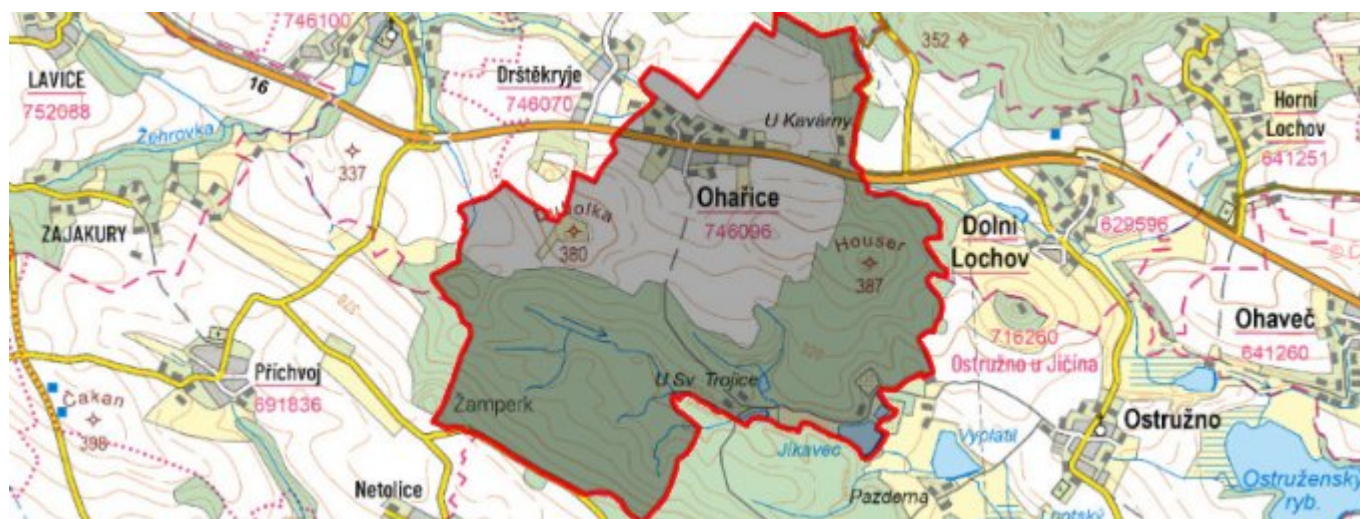 746100
352
LAVICE
752088
16
Drštěkryje
746070
Horní
Lochov
641251
U Kavárny
Žehrovka
337
Ohařice
746096
ZAJAKURY
380
Houser
387
Dolní
Lochov
629596
370
716260
Ostružno u Jičína
Ohaveč
641260
Příchvoj
691836
Čakan
398
U Sv. Trojice
Žamperk
Ostružno
Jíkavec
Vyplatil
Netolice
Pazderna
Ostruženský
ryb.